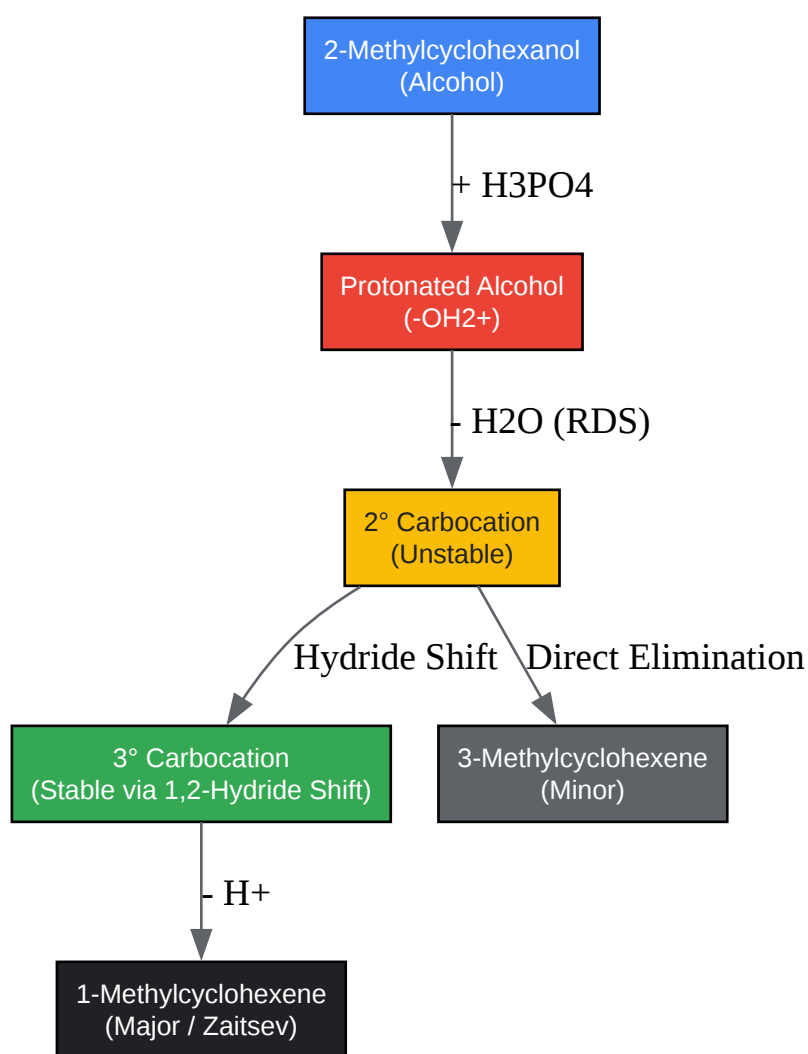 2-Methylcyclohexanol
(Alcohol)
+ H3PO4
Protonated Alcohol
(-OH2+)
- H2O (RDS)
2° Carbocation
(Unstable)
Hydride Shift
Direct Elimination
3° Carbocation
(Stable via 1,2-Hydride Shift)
3-Methylcyclohexene
(Minor)
- H+
1-Methylcyclohexene
(Major / Zaitsev)